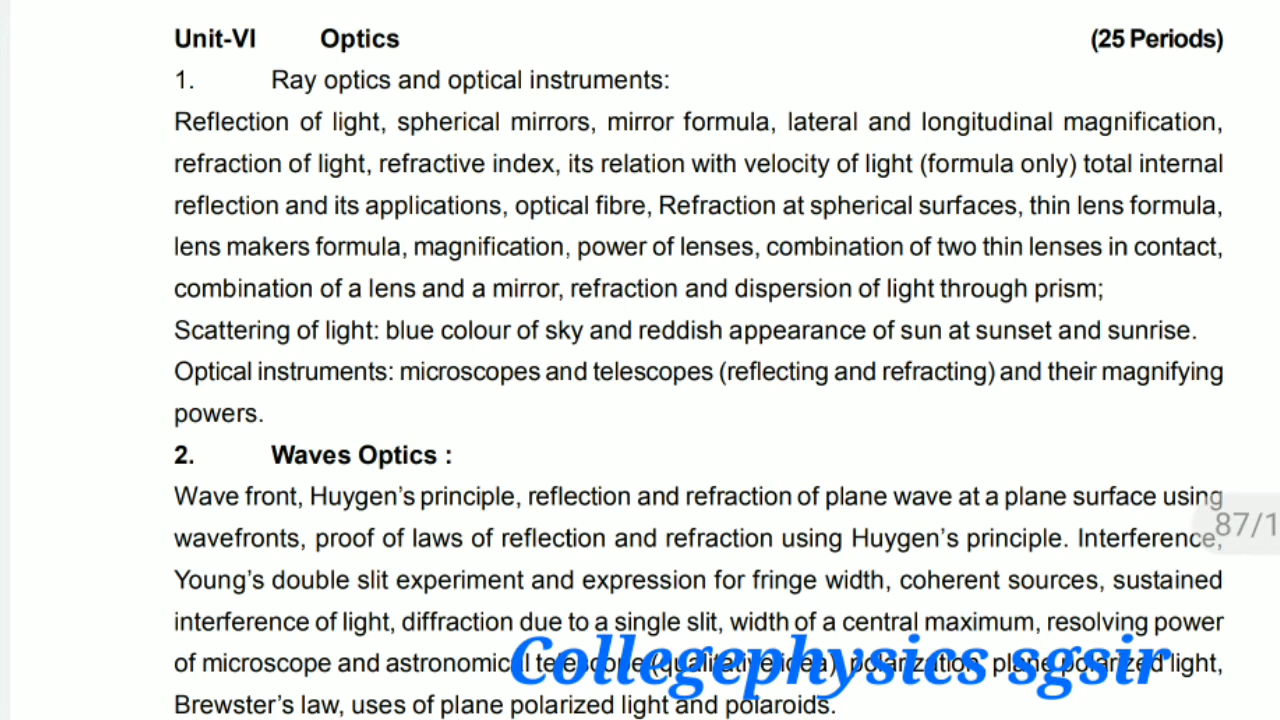 Unit-VI Optics (25 Periods)
1. Ray optics and optical instruments:
Reflection of light, spherical mirrors, mirror formula, lateral and longitudinal magnification,
refraction of light, refractive index, its relation with velocity of light (formula only) total internal
reflection and its applications, optical fibre, Refraction at spherical surfaces, thin lens formula,
lens makers formula, magnification, power of lenses, combination of two thin lenses in contact,
combination of a lens and a mirror, refraction and dispersion of light through prism;
Scattering of light: blue colour of sky and reddish appearance of sun at sunset and sunrise.
Optical instruments: microscopes and telescopes (reflecting and refracting) and their magnifying
powers.
2. Waves Optics :
Wave front, Huygen's principle, reflection and refraction of plane wave at a plane surface using
87/1
wavefronts, proof of laws of reflection and refraction using Huygen's principle. Interference,
Young's double slit experiment and expression for fringe width, coherent sources, sustained
interference of light, diffraction due to a single slit, width of a central maximum, resolving power
of microscope and astronomical telescope (qualitative idea), polarization, plane polarized light,
Collegephysics sgsir
Brewster's law, uses of plane polarized light and polaroids.